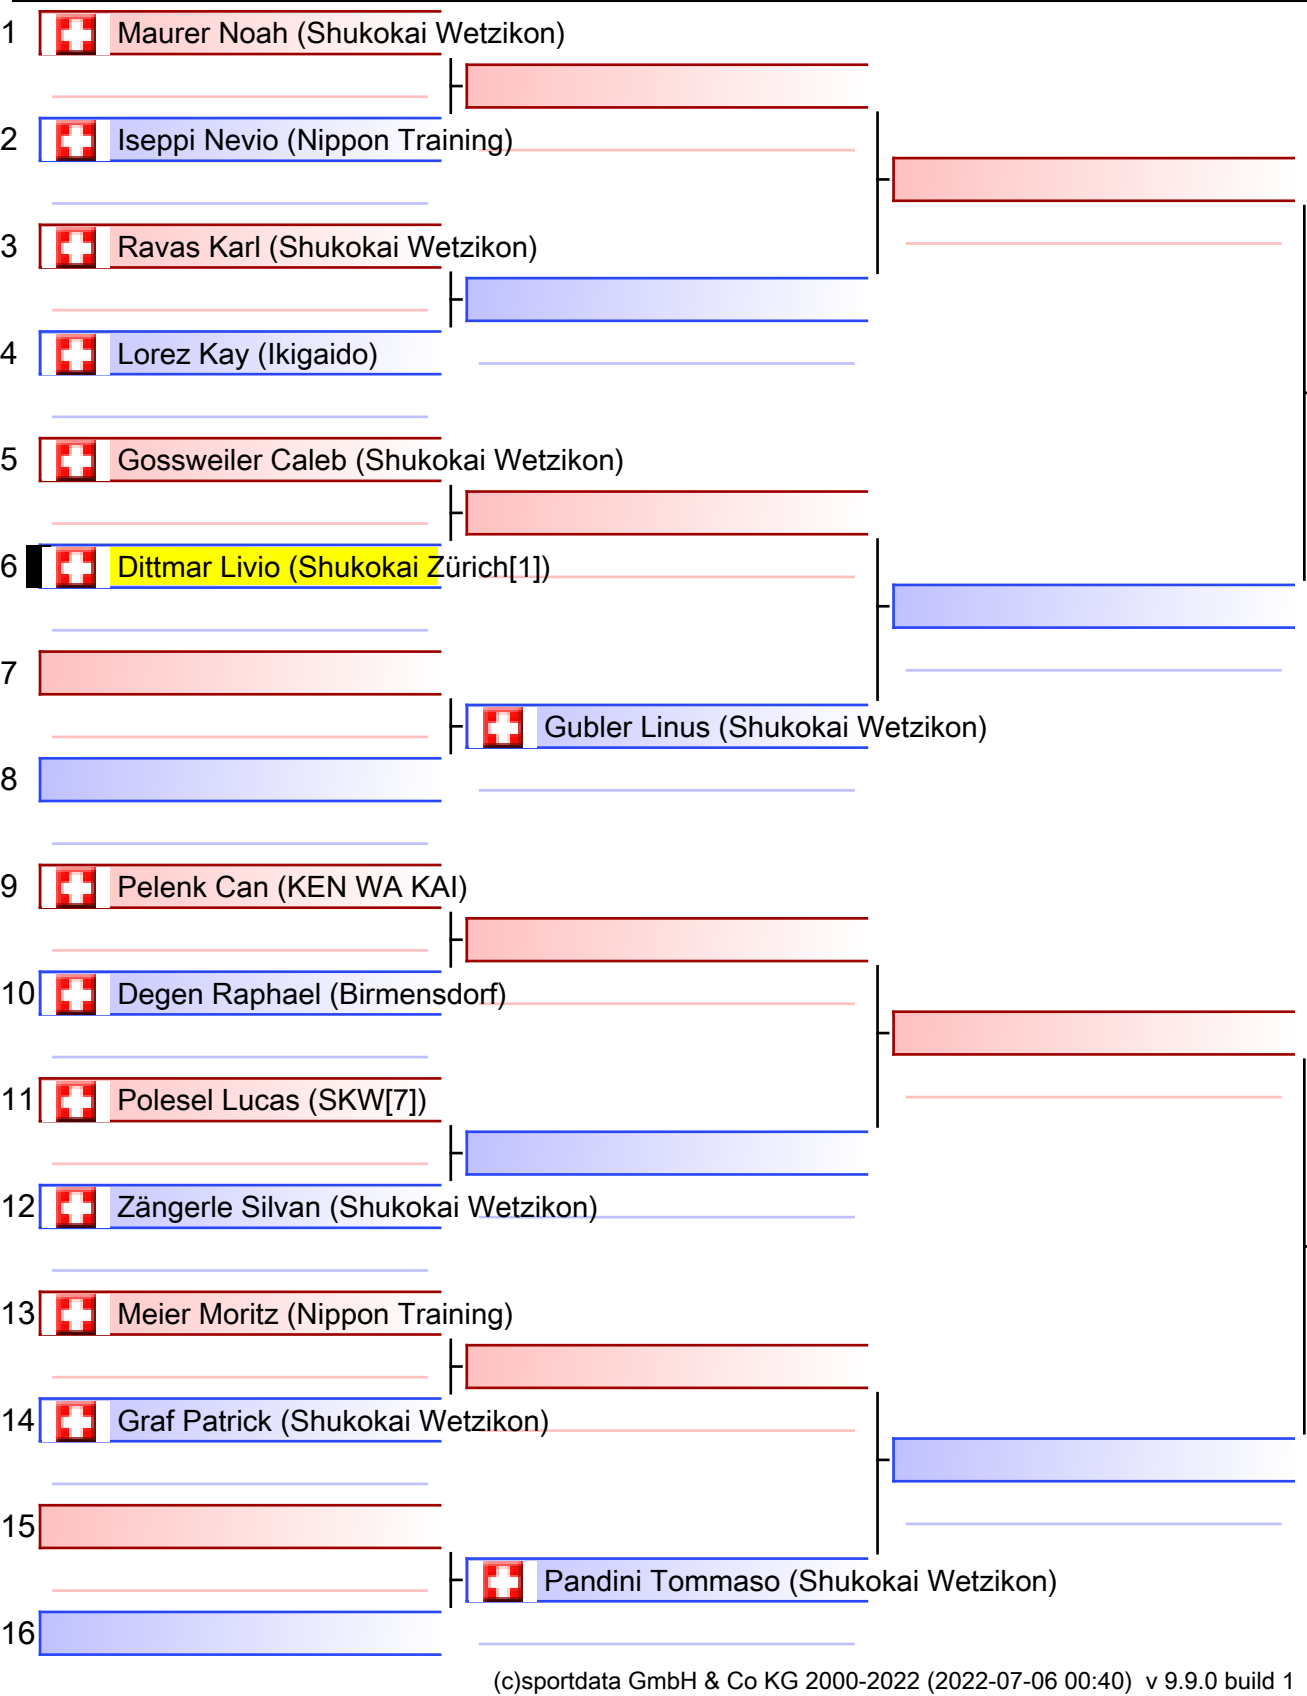 1 Maurer Noah (Shukokai Wetzikon)
2 Iseppi Nevio (Nippon Training)
3 Ravas Karl (Shukokai Wetzikon)
4 Lorez Kay (Ikigaido)
5 Gossweiler Caleb (Shukokai Wetzikon)
6 Dittmar Livio (Shukokai Zürich[1])
7
Gubler Linus (Shukokai Wetzikon)
8
9 Pelenk Can (KEN WA KAI)
10 Degen Raphael (Birmensdorf)
11 Polesel Lucas (SKW[7])
12 Zängerle Silvan (Shukokai Wetzikon)
13 Meier Moritz (Nippon Training)
14 Graf Patrick (Shukokai Wetzikon)
15
Pandini Tommaso (Shukokai Wetzikon)
16
(c)sportdata GmbH & Co KG 2000-2022 (2022-07-06 00:40) v 9.9.0 build 1